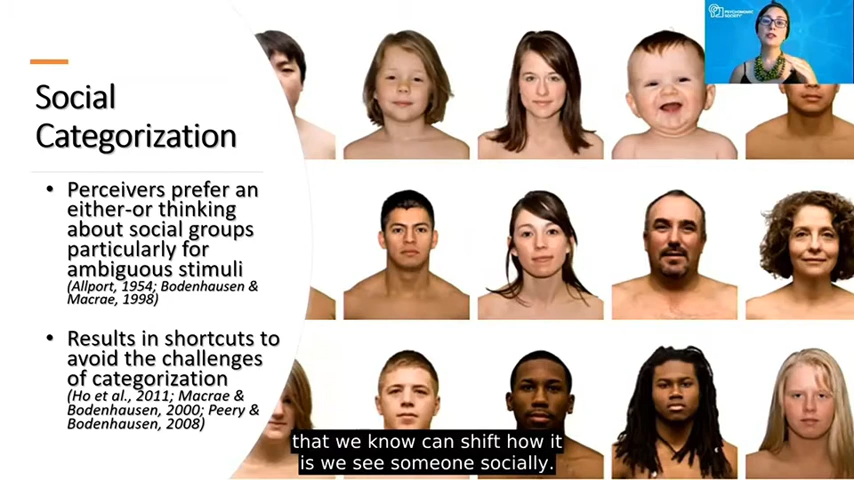 PSYCHONOMIC
SOCIETY
Social
Categorization
• Perceivers prefer an
either-or thinking
about social groups
particularly for
ambiguous stimuli
(Allport, 1954; Bodenhausen &
Macrae, 1998)
• Results in shortcuts to
avoid the challenges
of categorization
(Ho et al., 2011; Macrae &
Bodenhausen, 2000; Peery &
Bodenhausen, 2008)
that we know can shift how it
is we see someone socially.